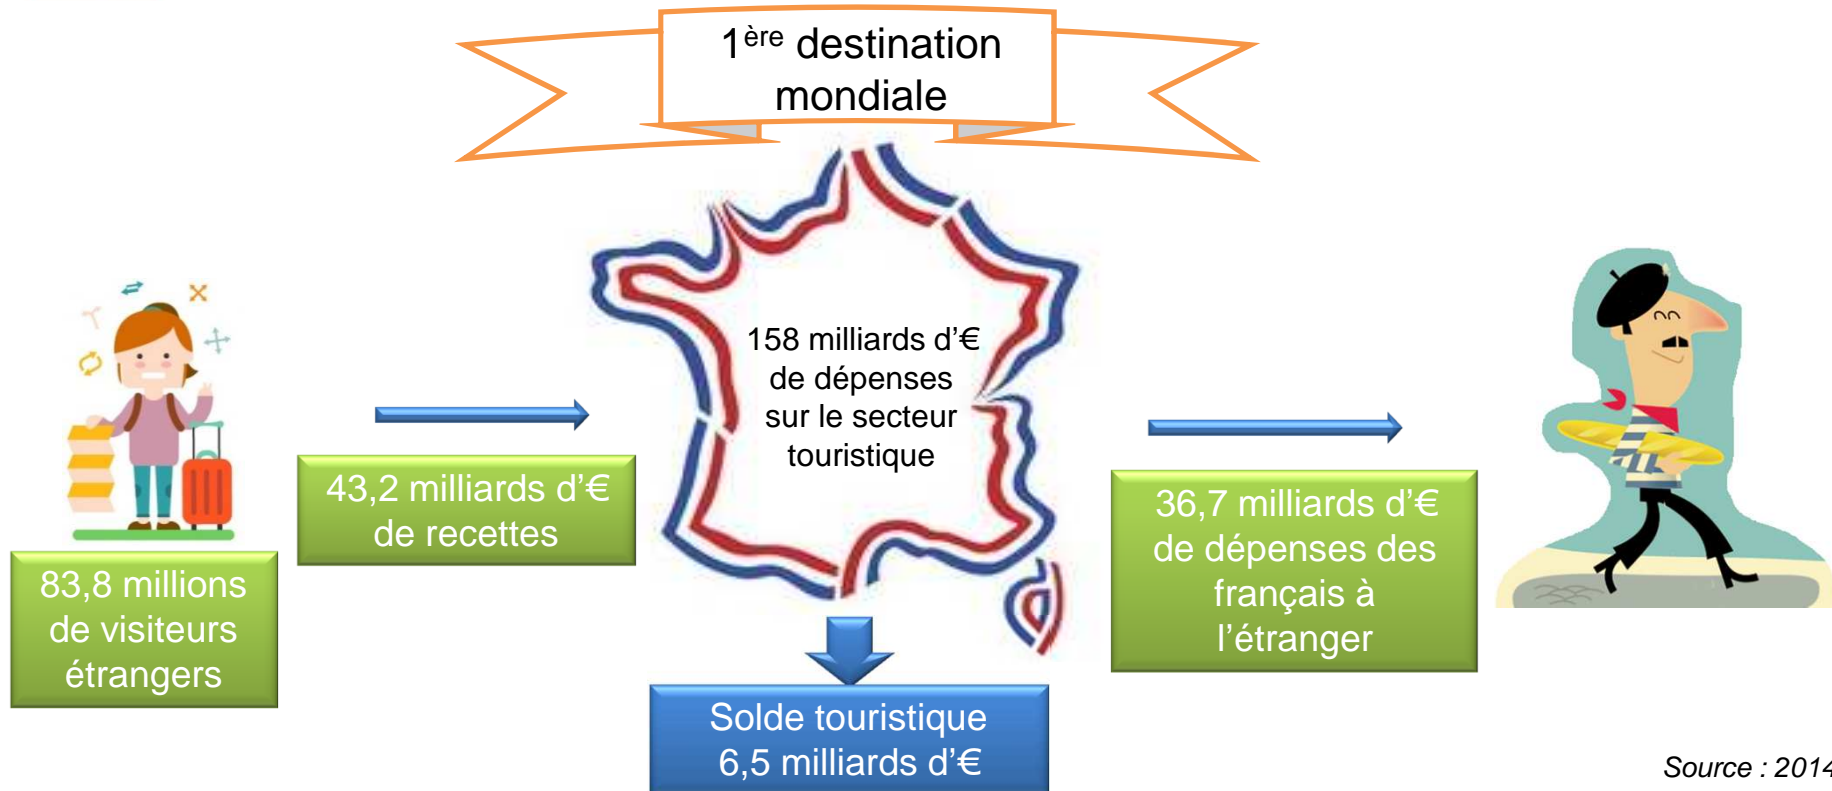 1ère destination
mondiale
158 milliards d'€
de dépenses
sur le secteur
touristique
43,2 milliards d'€
de recettes
83,8 millions
de visiteurs
étrangers
36,7 milliards d'€
de dépenses des
français à
l'étranger
Solde touristique
6,5 milliards d'€
Source : 2014